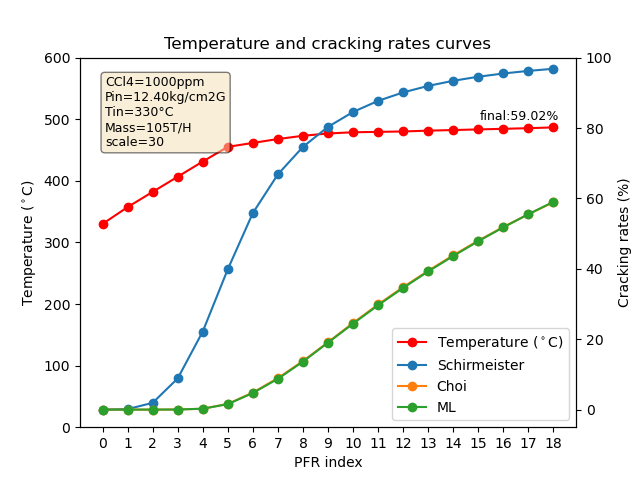 Temperature and cracking rates curves
CCl4=1000ppm
Pin=12.40kg/cm2G
Tin=330°C
Mass=105T/H
scale=30
final:59.02%
600
500
400
300
200
100
0
Temperature (°C)
100
80
60
40
20
0
Cracking rates (%)
Temperature (°C)
Schirmeister
Choi
ML
0 1 2 3 4 5 6 7 8 9 10 11 12 13 14 15 16 17 18
PFR index